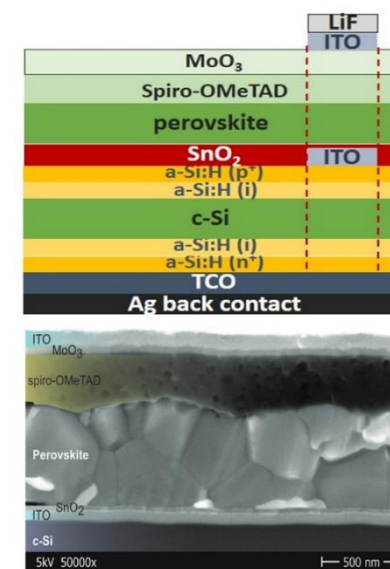 LiF
ITO
MoO₃
Spiro-OMeTAD
perovskite
SnO₂ ITO
a-Si:H (p⁺)
a-Si:H (i)
c-Si
a-Si:H (i)
a-Si:H (n⁺)
TCO
Ag back contact
ITO
MoO₃
spiro-OMeTAD
Perovskite
SnO₂
ITO
c-Si
5kV 50000x 500 nm